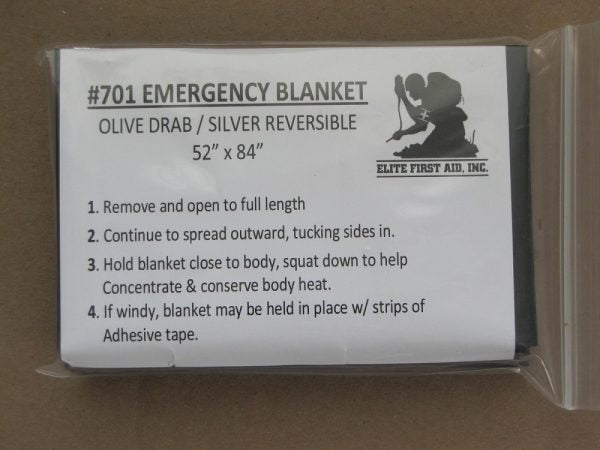 #701 EMERGENCY BLANKET
OLIVE DRAB / SILVER REVERSIBLE
52” x 84”
ELITE FIRST AID, INC.
1. Remove and open to full length
2. Continue to spread outward, tucking sides in.
3. Hold blanket close to body, squat down to help
Concentrate & conserve body heat.
4. If windy, blanket may be held in place w/ strips of
Adhesive tape.